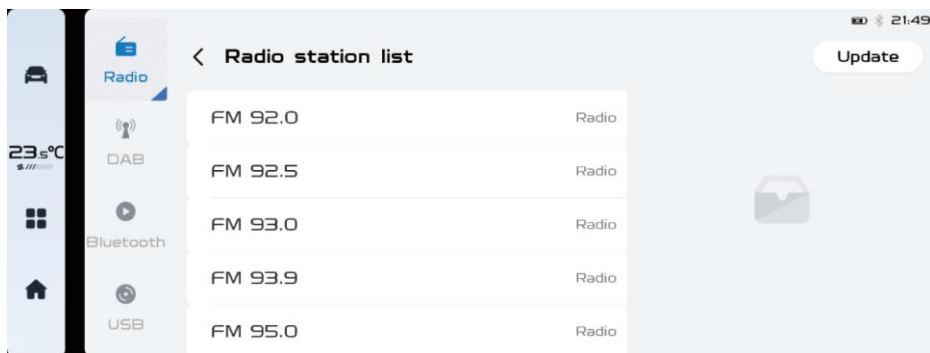 21:49
Radio
Radio station list
Update
FM 92.0 Radio
DAB
23.5°C
FM 92.5 Radio
Bluetooth
FM 93.0 Radio
FM 93.9 Radio
USB
FM 95.0 Radio